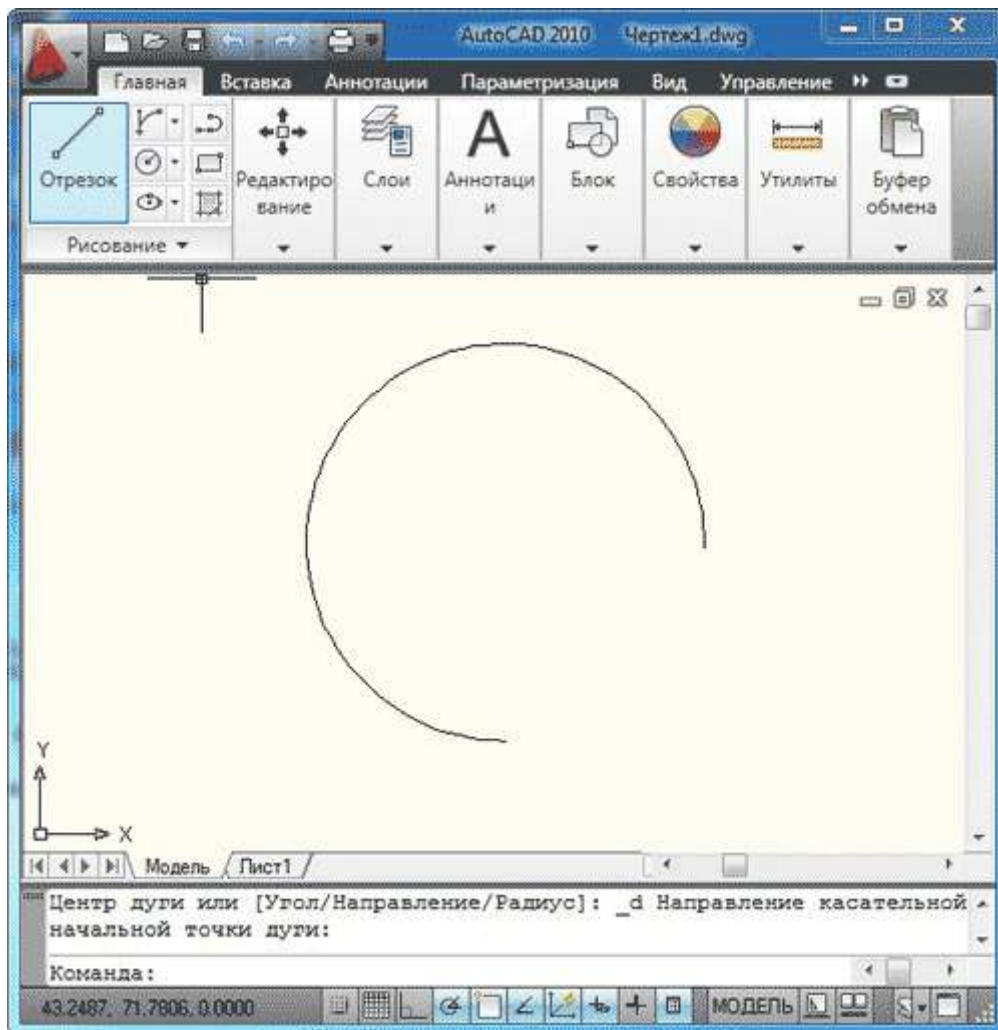 AutoCAD 2010 Чертеж1.dwg
Главная Вставка Аннотации Параметризация Вид Управление
Отрезок Редактиро Слои Аннотаци Блок Свойства Утилиты Буфер
вание и обмена
Рисование
Y
X
Модель Лист1
Центр дуги или [Угол/Направление/Радиус]: _d Направление касательной
начальной точки дуги:
Команда:
43.2487, 71.7806, 0.0000 МОДЕЛЬ